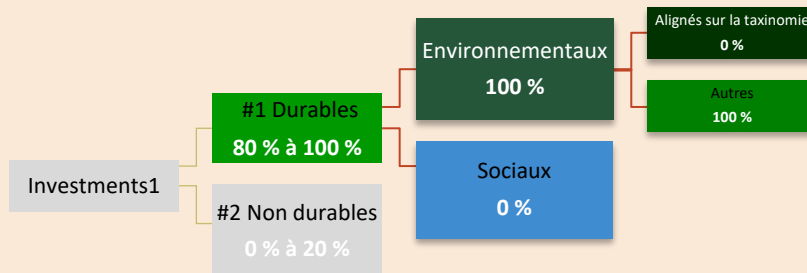 Investments1
#1 Durables
80 % à 100 %
#2 Non durables
0 % à 20 %
Environnementaux
100 %
Sociaux
0 %
Alignés sur la taxinomie
0 %
Autres
100 %